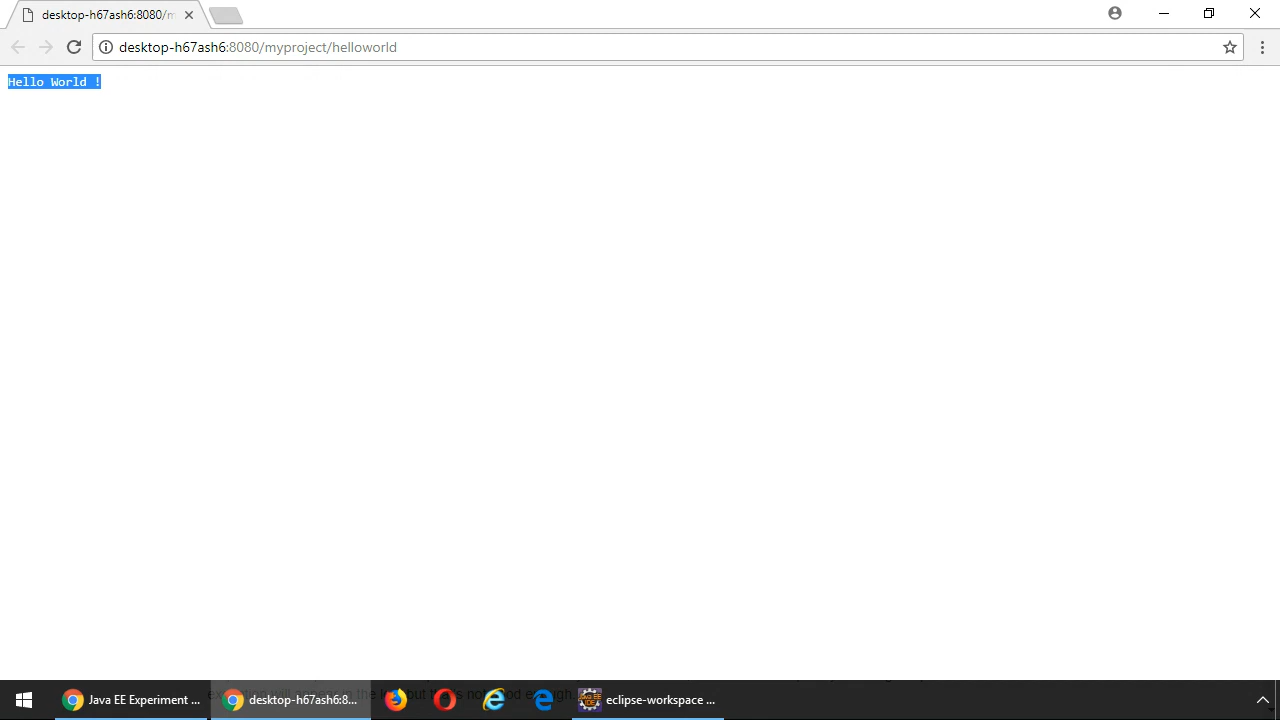 desktop-h67ash6:8080/m
desktop-h67ash6:8080/myproject/helloworld
Hello World !
Java EE Experiment ...
desktop-h67ash6:8...
eclipse-workspace ...